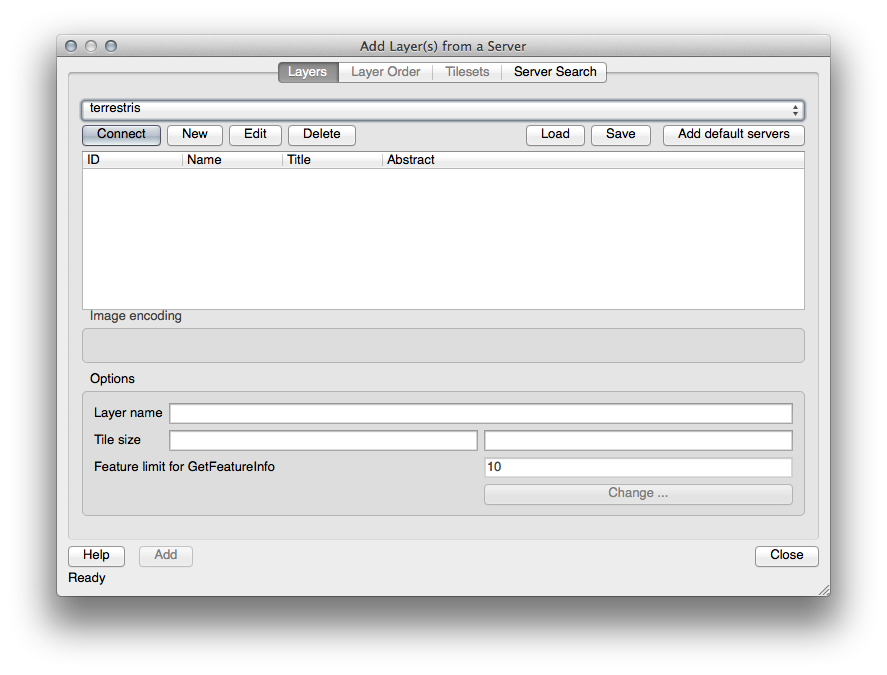 Add Layer(s) from a Server
Layers Layer Order Tilesets Server Search
terrestris
Connect New Edit Delete Load Save Add default servers
ID Name Title Abstract
Image encoding
Options
Layer name
Tile size
Feature limit for GetFeatureInfo 10
Change ...
Help Add Close
Ready